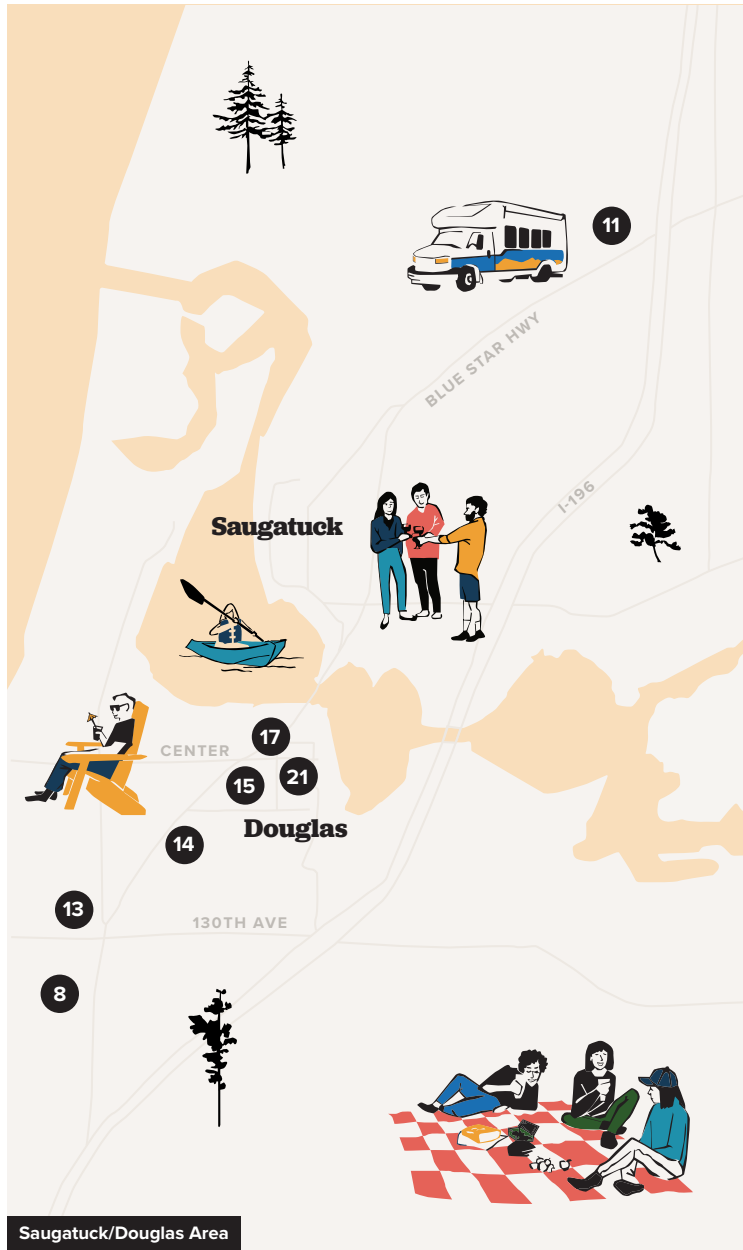 11
BLUE STAR HWY
I-196
Saugatuck
17
CENTER
21
15
Douglas
14
13
130TH AVE
8
Saugatuck/Douglas Area